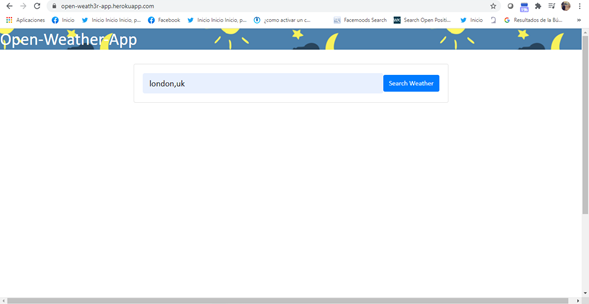 open-weath3r-app.herokuapp.com
Aplicaciones Inicio Inicio Inicio Inicio, p... Facebook Inicio Inicio Inicio, p... ¿como activar un c... Facemoods Search Search Open Positi... Inicio Resultados de la Bú...
Open-Weather-App
london,uk Search Weather